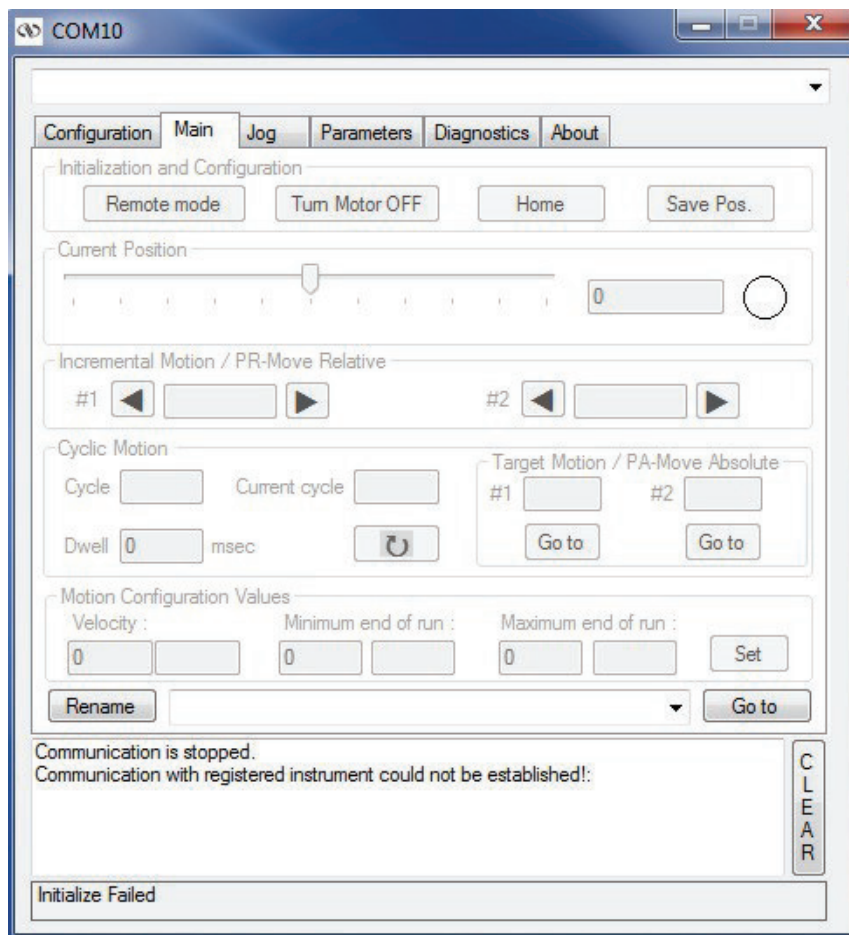 COM10
Configuration Main Jog Parameters Diagnostics About
Initialization and Configuration
Remote mode Turn Motor OFF Home Save Pos.
Current Position
0
Incremental Motion / PR-Move Relative
#1 #2
Cyclic Motion
Cycle Current cycle
Dwell 0 msec
Target Motion / PA-Move Absolute
#1 #2
Go to Go to
Motion Configuration Values
Velocity : Minimum end of run : Maximum end of run :
0 0 0 Set
Rename Go to
Communication is stopped.
Communication with registered instrument could not be established!:
CLEAR
Initialize Failed